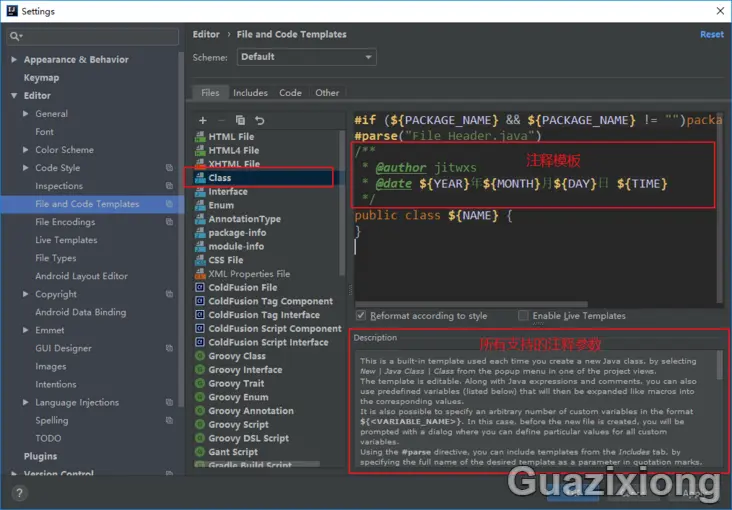 Settings
Appearance & Behavior
Keymap
Editor
General
Font
Color Scheme
Code Style
Inspections
File and Code Templates
File Encodings
Live Templates
File Types
Android Layout Editor
Copyright
Android Data Binding
Emmet
GUI Designer
Images
Intentions
Language Injections
Spelling
TODO
Plugins
Version Control
Editor › File and Code Templates
Reset
Scheme: Default
Files
Includes
Code
Other
HTML File
HTML4 File
XHTML File
Class
Interface
Enum
AnnotationType
package-info
module-info
CSS File
XML Properties File
ColdFusion File
ColdFusion Tag Component
ColdFusion Tag Interface
ColdFusion Script Component
ColdFusion Script Interface
Groovy Class
Groovy Interface
Groovy Trait
Groovy Enum
Groovy Annotation
Groovy Script
Groovy DSL Script
Gant Script
Gradle Build Script
#if (${PACKAGE_NAME} && ${PACKAGE_NAME} != "")packa
#parse("File Header.java")
/**
注释模板
* @author jitwxs
* @date ${YEAR}年${MONTH}月${DAY}日 ${TIME}
*/
public class ${NAME} {
}
Reformat according to style
Enable Live Templates
Description
所有支持的注释参数
This is a built-in template used each time you create a new Java class, by selecting
New | Java Class | Class from the popup menu in one of the project views.
The template is editable. Along with Java expressions and comments, you can also
use predefined variables (listed below) that will then be expanded like macros into
the corresponding values.
It is also possible to specify an arbitrary number of custom variables in the format
${<VARIABLE_NAME>}. In this case, before the new file is created, you will be
prompted with a dialog where you can define particular values for all custom
variables.
Using the #parse directive, you can include templates from the Includes tab, by
specifying the full name of the desired template as a parameter in quotation marks.
?
Guazixiong